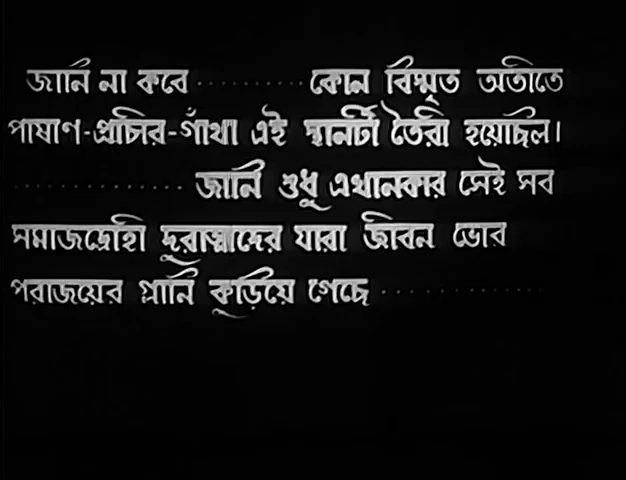 জানি না কবে .......... কোন বিস্মৃত অতীতে
পাষাণ-প্রাচীর-গাঁথা এই স্থানটী তৈরী হয়েছিল।
............... জানি শুধু এখানকার সেই সব
সমাজদ্রোহী দুরাত্মাদের যারা জীবন ভোর
পরাজয়ের গ্লানি কুড়িয়ে গেছে ..............